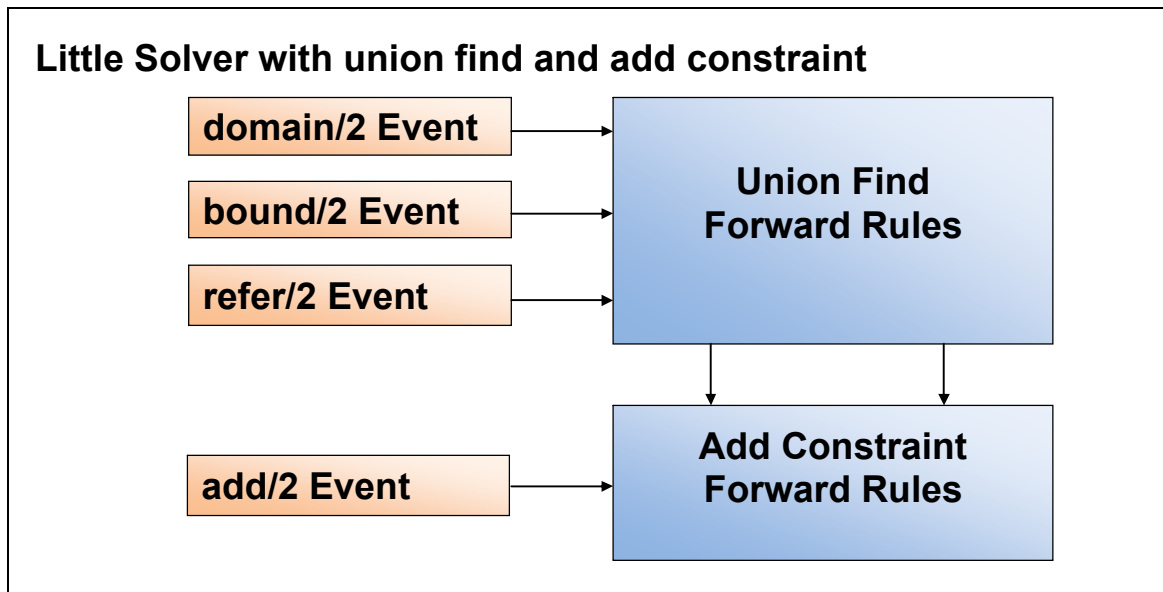 Little Solver with union find and add constraint
domain/2 Event
bound/2 Event
refer/2 Event
Union Find
Forward Rules
add/2 Event
Add Constraint
Forward Rules